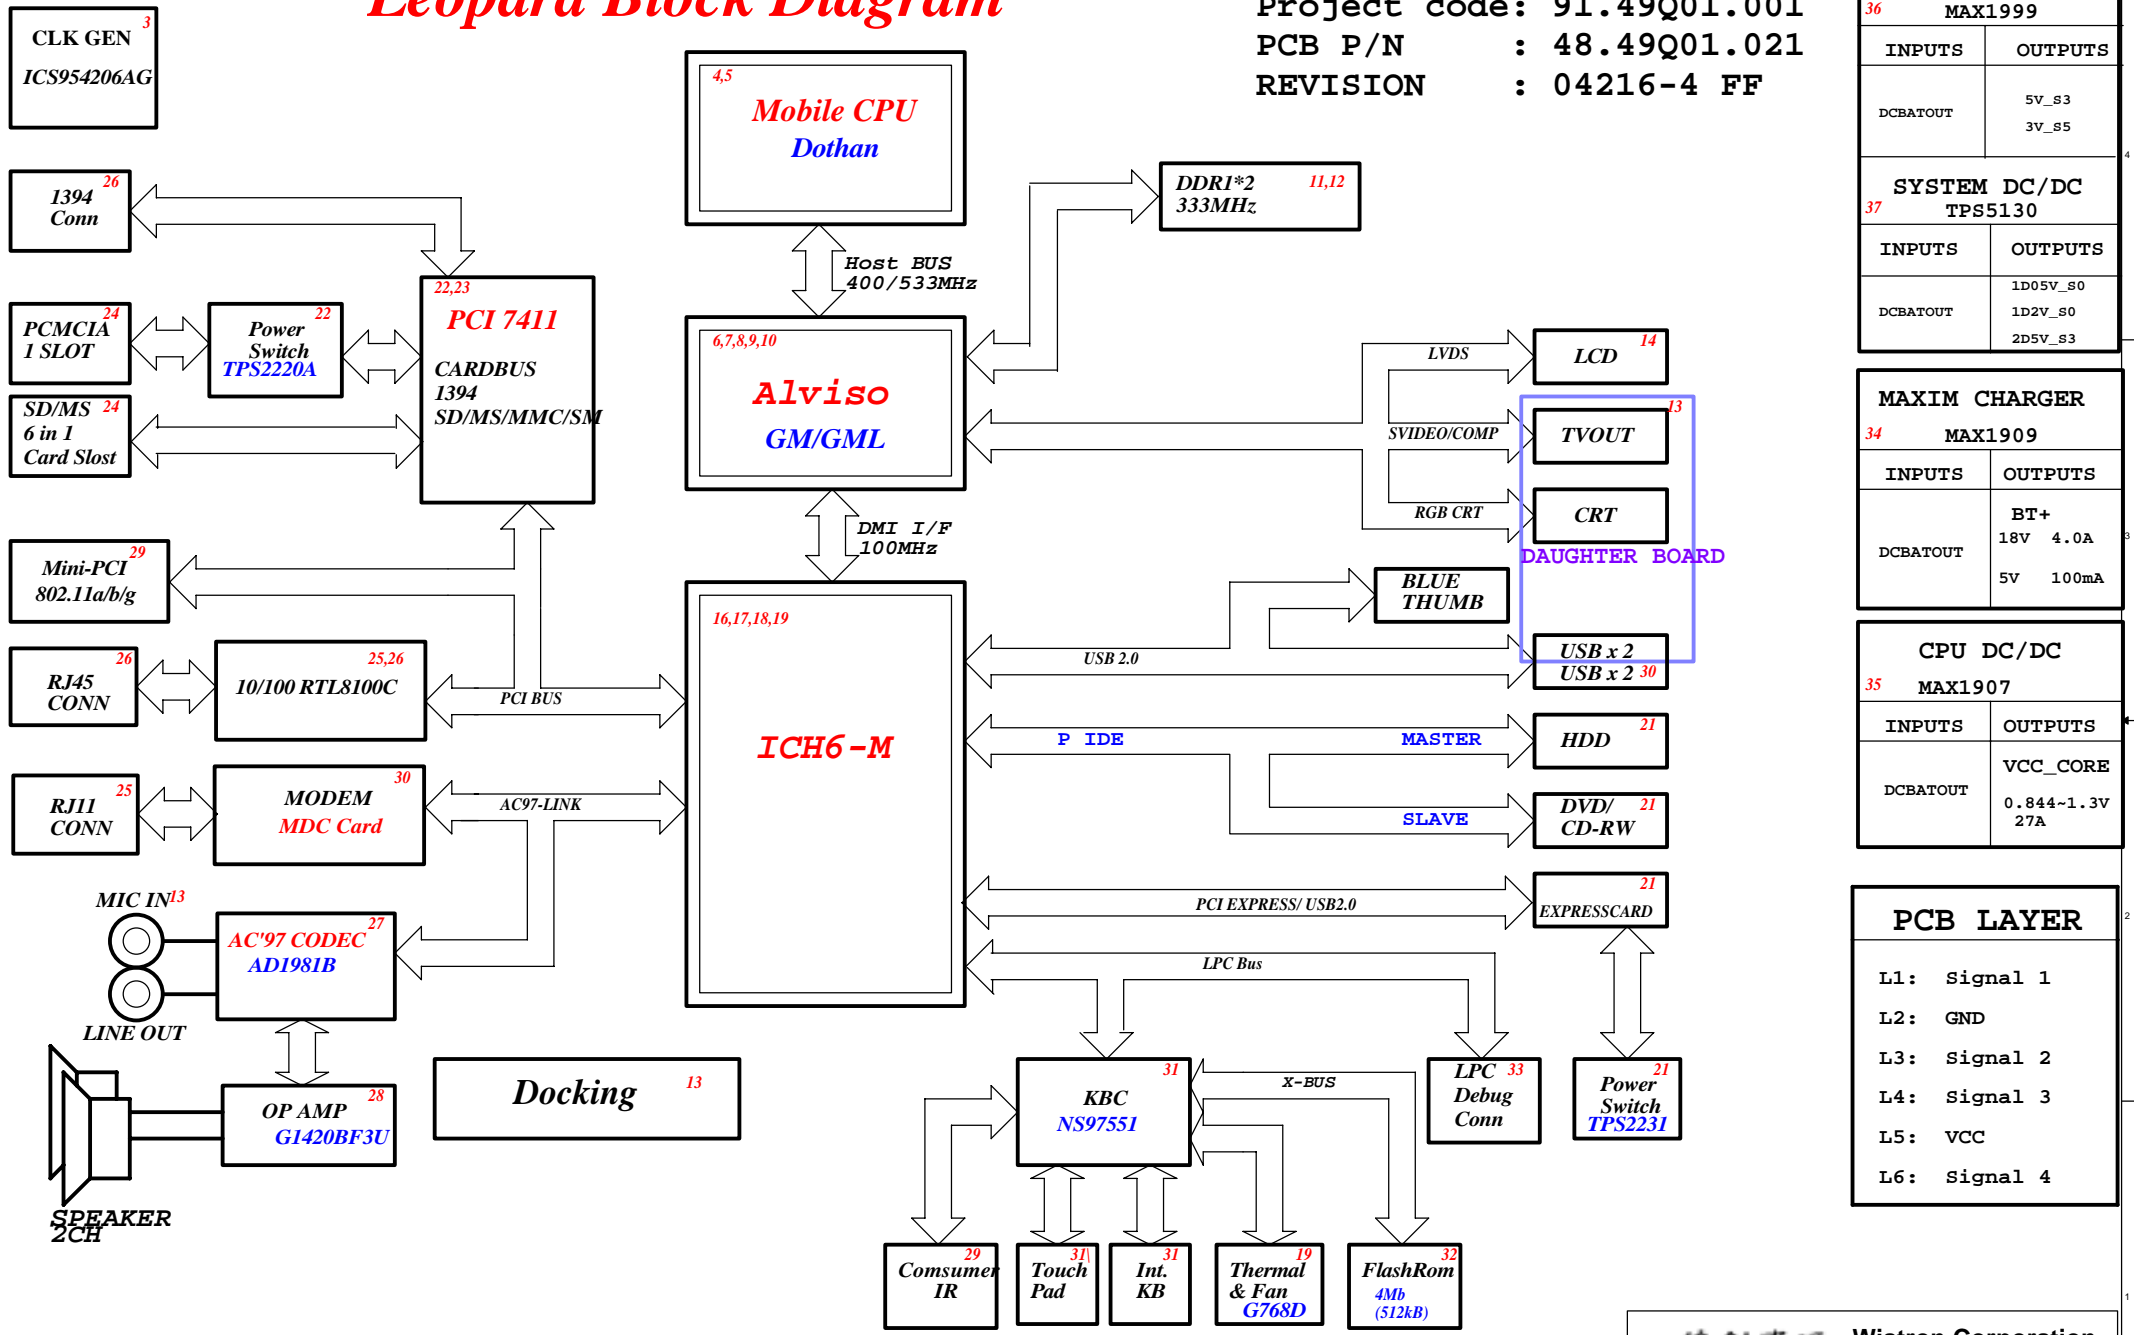 Leopard Block Diagram
Project code: 91.49Q01.001
PCB P/N : 48.49Q01.021
REVISION : 04216-4 FF
3
CLK GEN
ICS954206AG
4,5
Mobile CPU
Dothan
26
1394
Conn
DDR1*2 11,12
333MHz
Host BUS
400/533MHz
24
PCMCIA
1 SLOT
22
Power
Switch
TPS2220A
22,23
PCI 7411
CARDBUS
1394
SD/MS/MMC/SM
SD/MS 24
6 in 1
Card Slost
6,7,8,9,10
Alviso
GM/GML
LVDS
14
LCD
SVIDEO/COMP
13
TVOUT
RGB CRT
CRT
DAUGHTER BOARD
DMI I/F
100MHz
29
Mini-PCI
802.11a/b/g
BLUE
THUMB
16,17,18,19
ICH6-M
26
RJ45
CONN
25,26
10/100 RTL8100C
PCI BUS
USB 2.0
USB x 2
USB x 2 30
P IDE
MASTER
21
HDD
25
RJ11
CONN
30
MODEM
MDC Card
AC97-LINK
SLAVE
DVD/ 21
CD-RW
MIC IN 13
27
AC'97 CODEC
AD1981B
LINE OUT
PCI EXPRESS/ USB2.0
21
EXPRESSCARD
LPC Bus
28
OP AMP
G1420BF3U
SPEAKER
2CH
Docking 13
31
KBC
NS97551
X-BUS
LPC 33
Debug
Conn
21
Power
Switch
TPS2231
29
Comsumer
IR
31\
Touch
Pad
31
Int.
KB
19
Thermal
& Fan
G768D
32
FlashRom
4Mb
(512kB)
36 MAX1999
INPUTS OUTPUTS
DCBATOUT
5V_S3
3V_S5
SYSTEM DC/DC
37 TPS5130
INPUTS OUTPUTS
DCBATOUT
1D05V_S0
1D2V_S0
2D5V_S3
MAXIM CHARGER
34 MAX1909
INPUTS OUTPUTS
DCBATOUT
BT+
18V 4.0A
5V 100mA
CPU DC/DC
35 MAX1907
INPUTS OUTPUTS
DCBATOUT
VCC_CORE
0.844~1.3V
27A
PCB LAYER
L1: Signal 1
L2: GND
L3: Signal 2
L4: Signal 3
L5: VCC
L6: Signal 4
4
3
2
1
Wistron Corporation